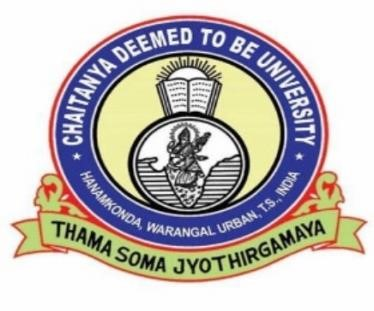 ★ CHAITANYA DEEMED TO BE UNIVERSITY ★
HANAMKONDA, WARANGAL URBAN, T.S., INDIA
THAMA SOMA JYOTHIRGAMAYA